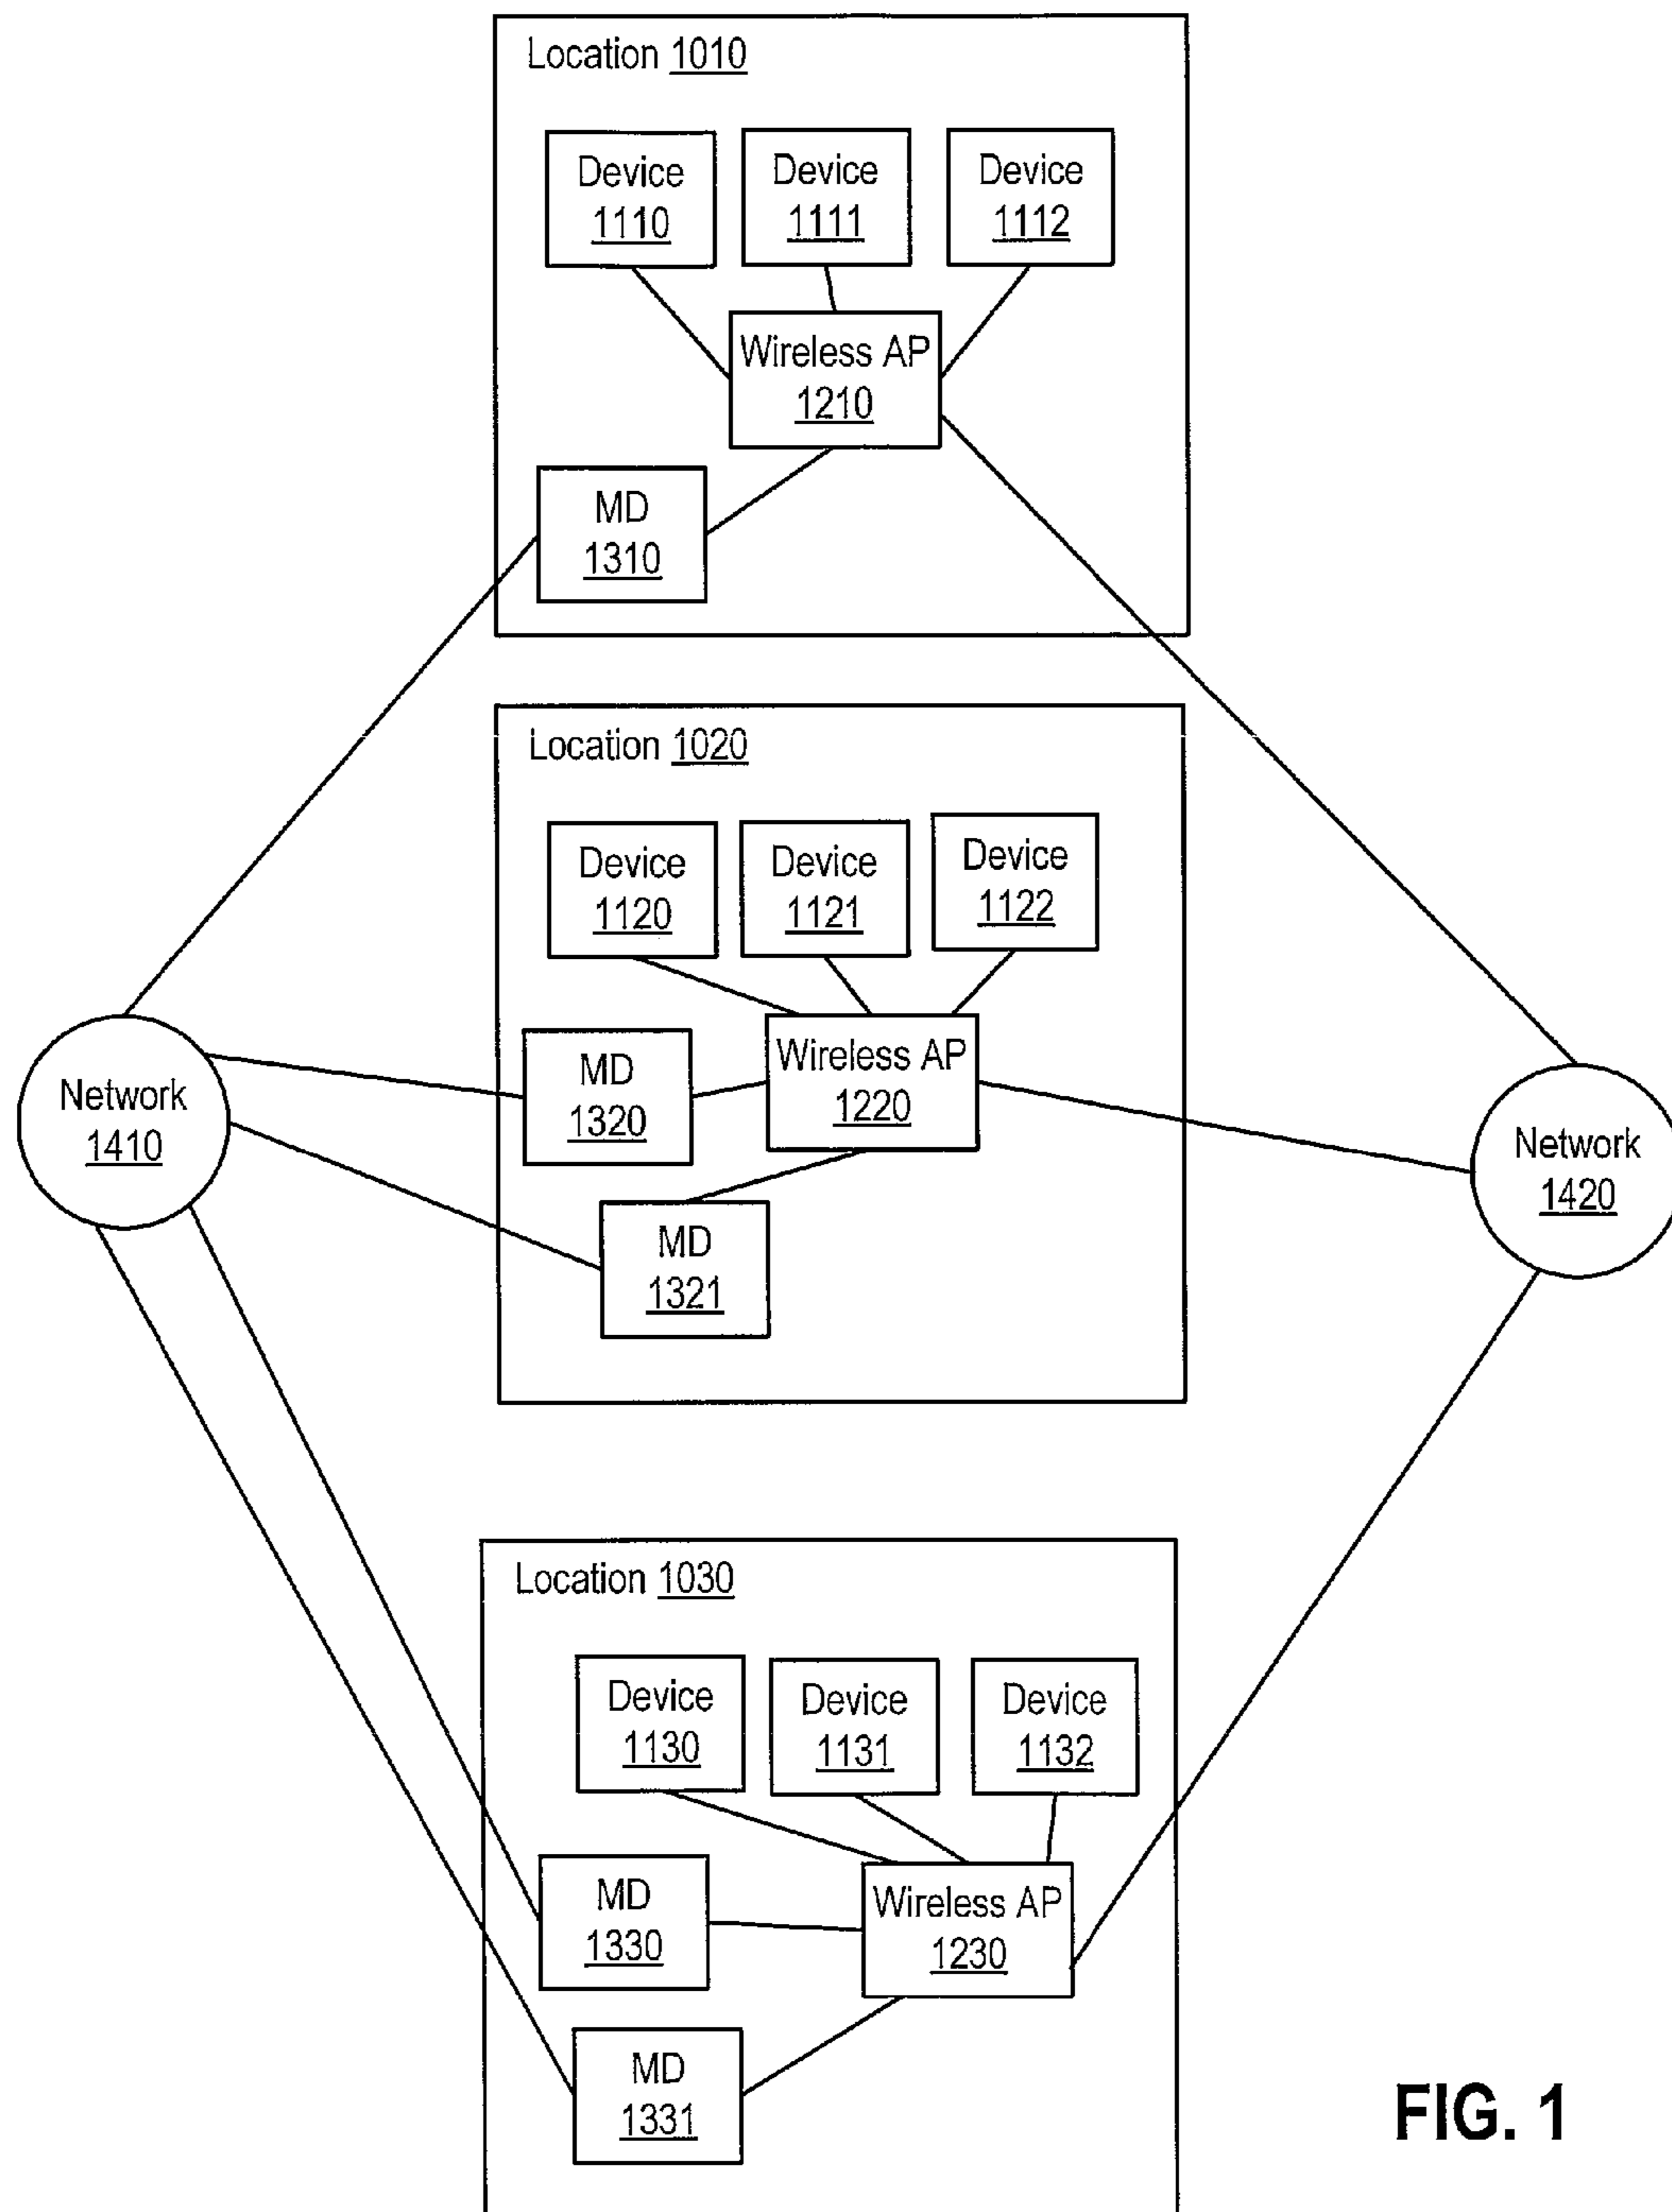 Location 1010
Device
1110
Device
1111
Device
1112
Wireless AP
1210
MD
1310
Location 1020
Device
1120
Device
1121
Device
1122
Wireless AP
1220
MD
1320
MD
1321
Network
1410
Network
1420
Location 1030
Device
1130
Device
1131
Device
1132
Wireless AP
1230
MD
1330
MD
1331
FIG. 1